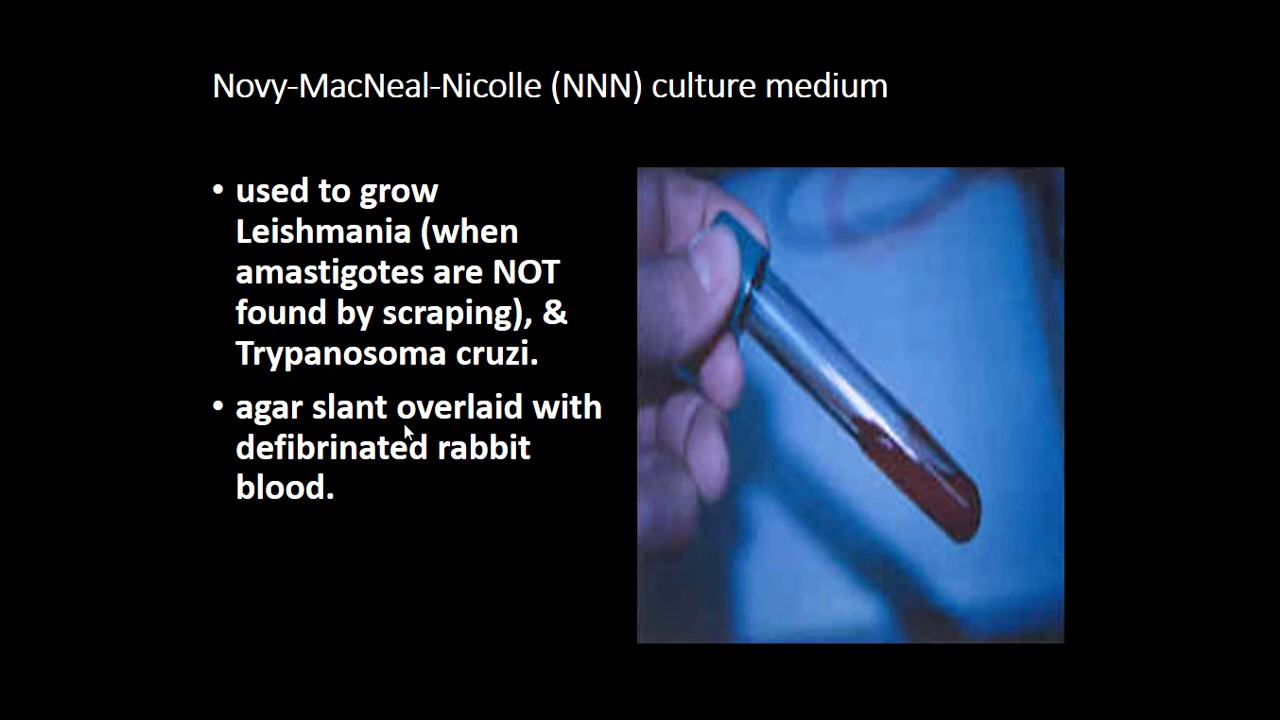 Novy-MacNeal-Nicolle (NNN) culture medium
• used to grow
Leishmania (when
amastigotes are NOT
found by scraping), &
Trypanosoma cruzi.
• agar slant overlaid with
defibrinated rabbit
blood.